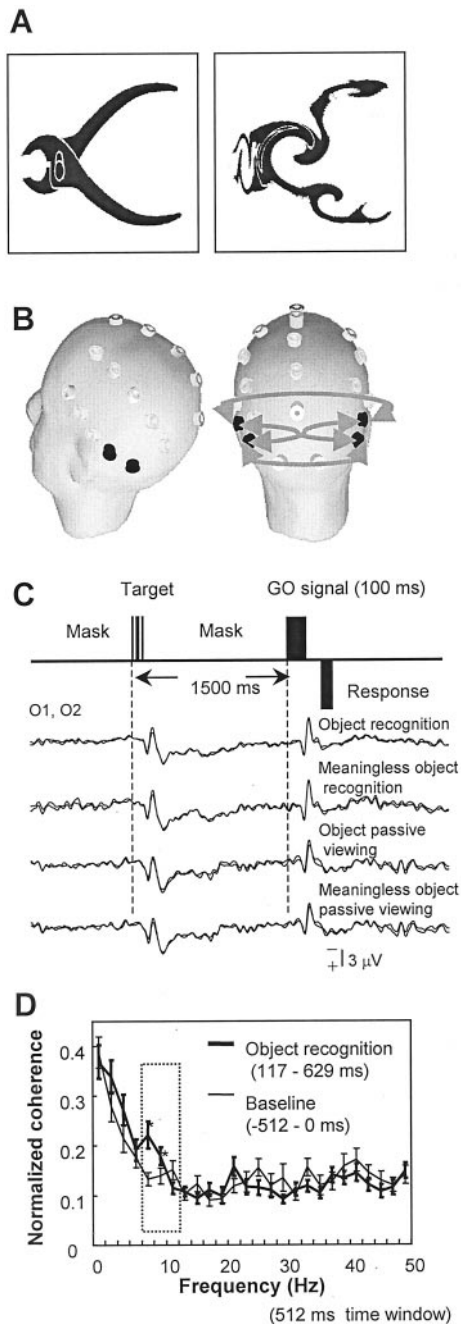 A
B
C
Target
GO signal (100 ms)
Mask
Mask
1500 ms
Response
O1, O2
Object recognition
Meaningless object
recognition
Object passive
viewing
Meaningless object
passive viewing
−
+
3 μV
D
Normalized coherence
0.4
0.3
0.2
0.1
0
Object recognition
(117 - 629 ms)
Baseline
(-512 - 0 ms)
*
*
0 10 20 30 40 50
Frequency (Hz)
(512 ms time window)